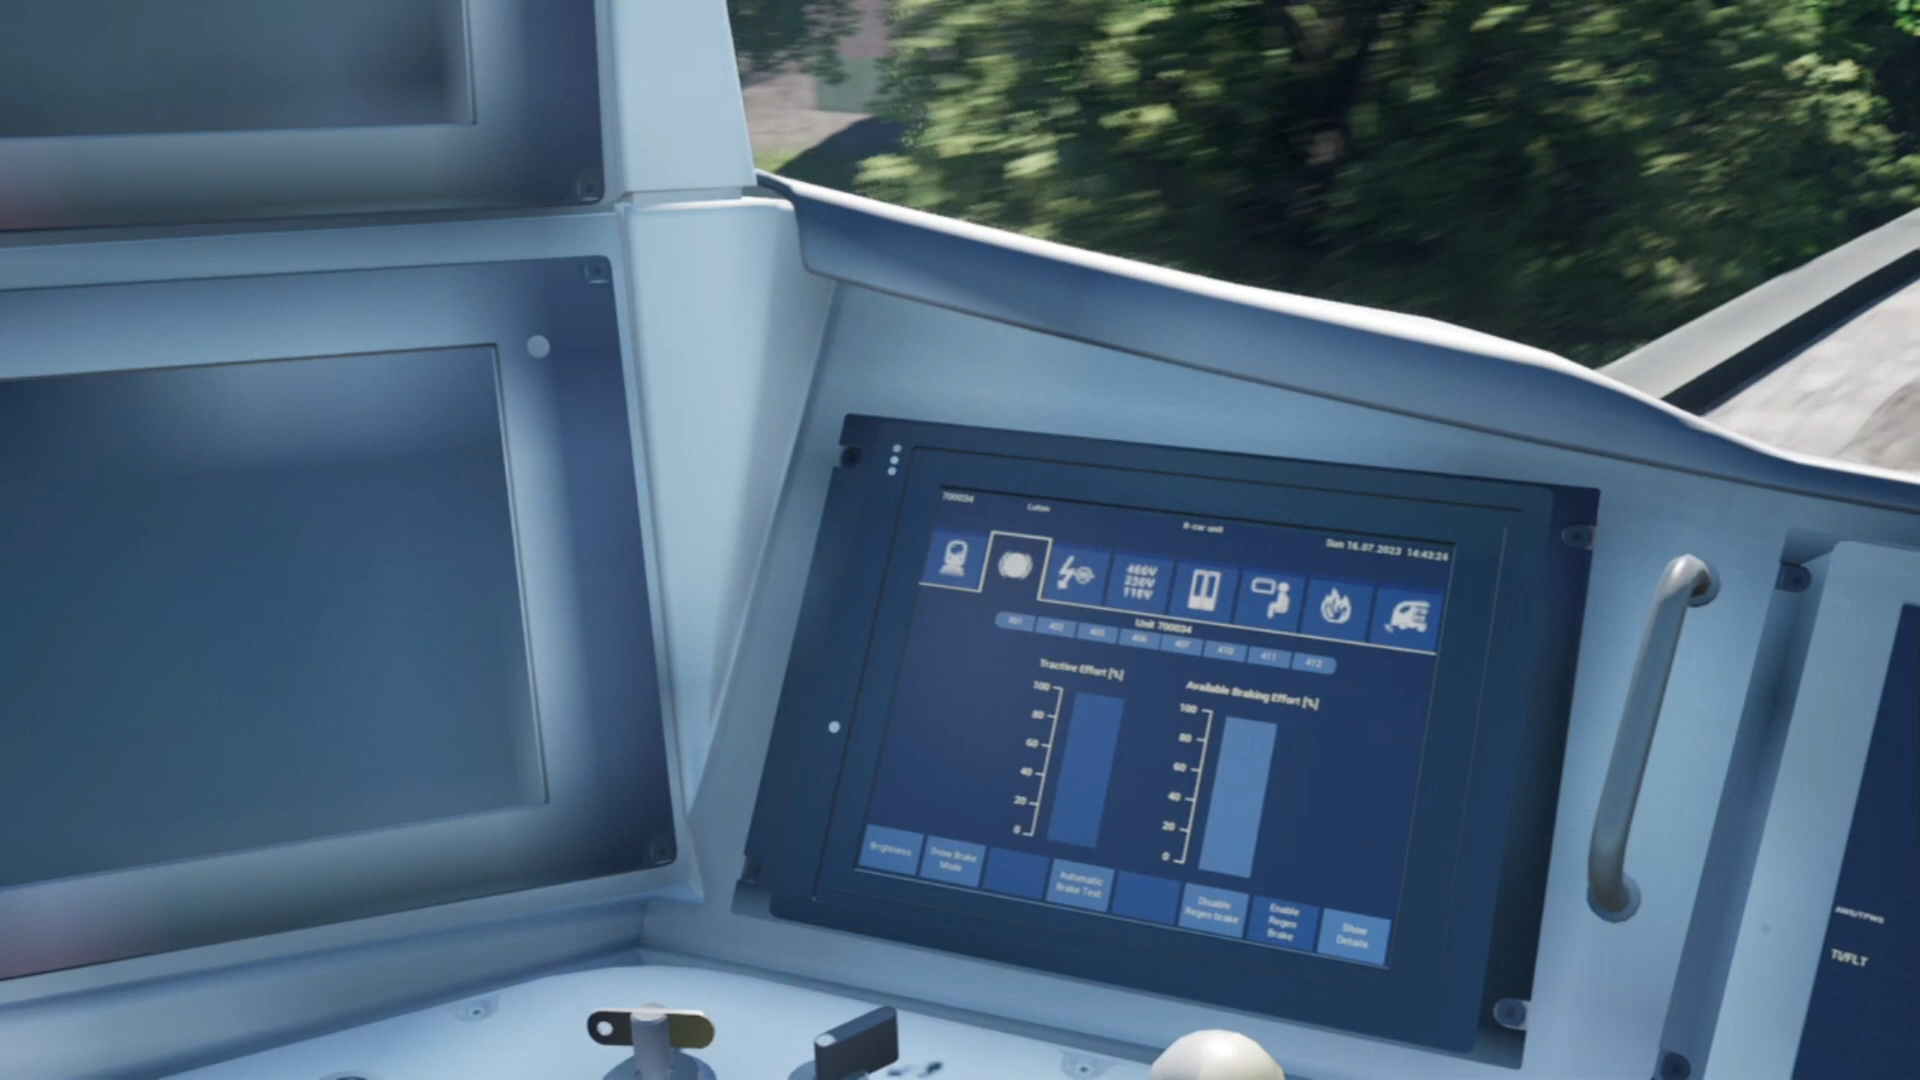 700034
Luton
8-car unit
Sun 16.07.2023 14:43:24
400V
230V
110V
Unit 700034
401 402 403 406 407 410 411 412
Tractive Effort [%]
100
80
60
40
20
0
Available Braking Effort [%]
100
80
60
40
20
0
Brightness
Snow Brake
Mode
Automatic
Brake Test
Disable
Regen brake
Enable
Regen
Brake
Show
Details
AWS/TPWS
TI/FLT